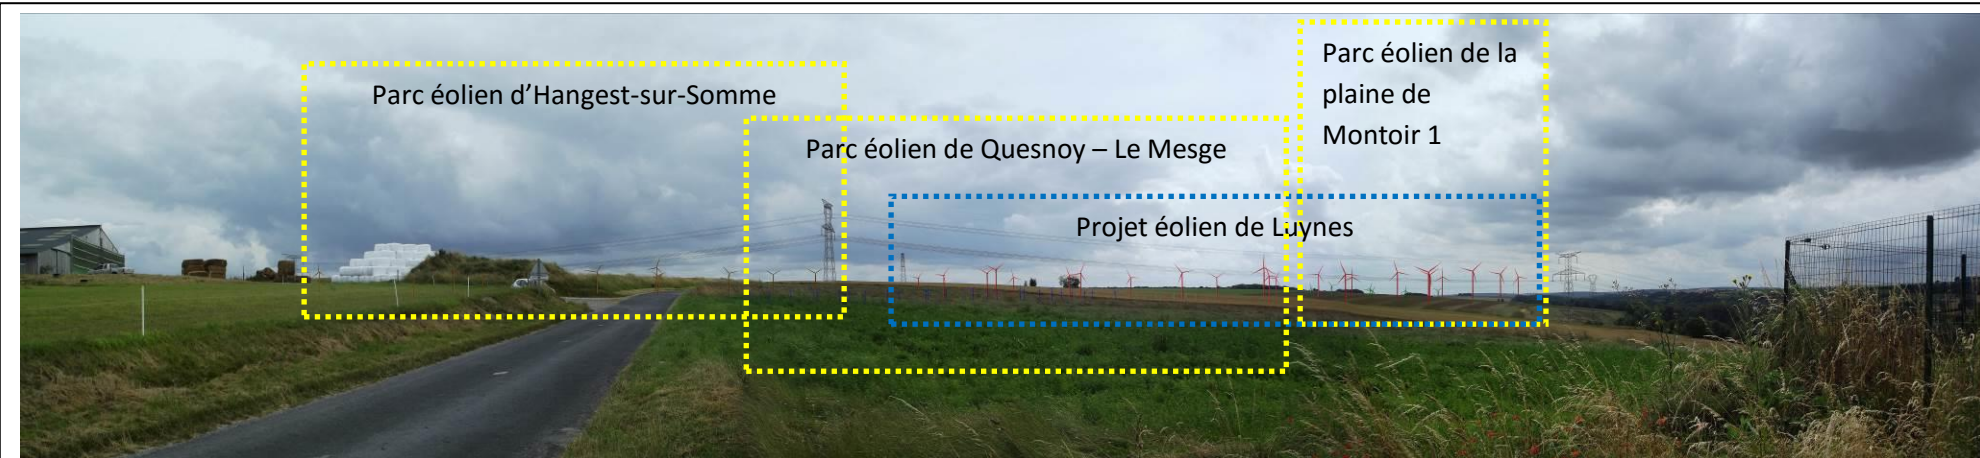 Parc éolien d’Hangest-sur-Somme
Parc éolien de Quesnoy – Le Mesge
Parc éolien de la
plaine de
Montoir 1
Projet éolien de Luynes